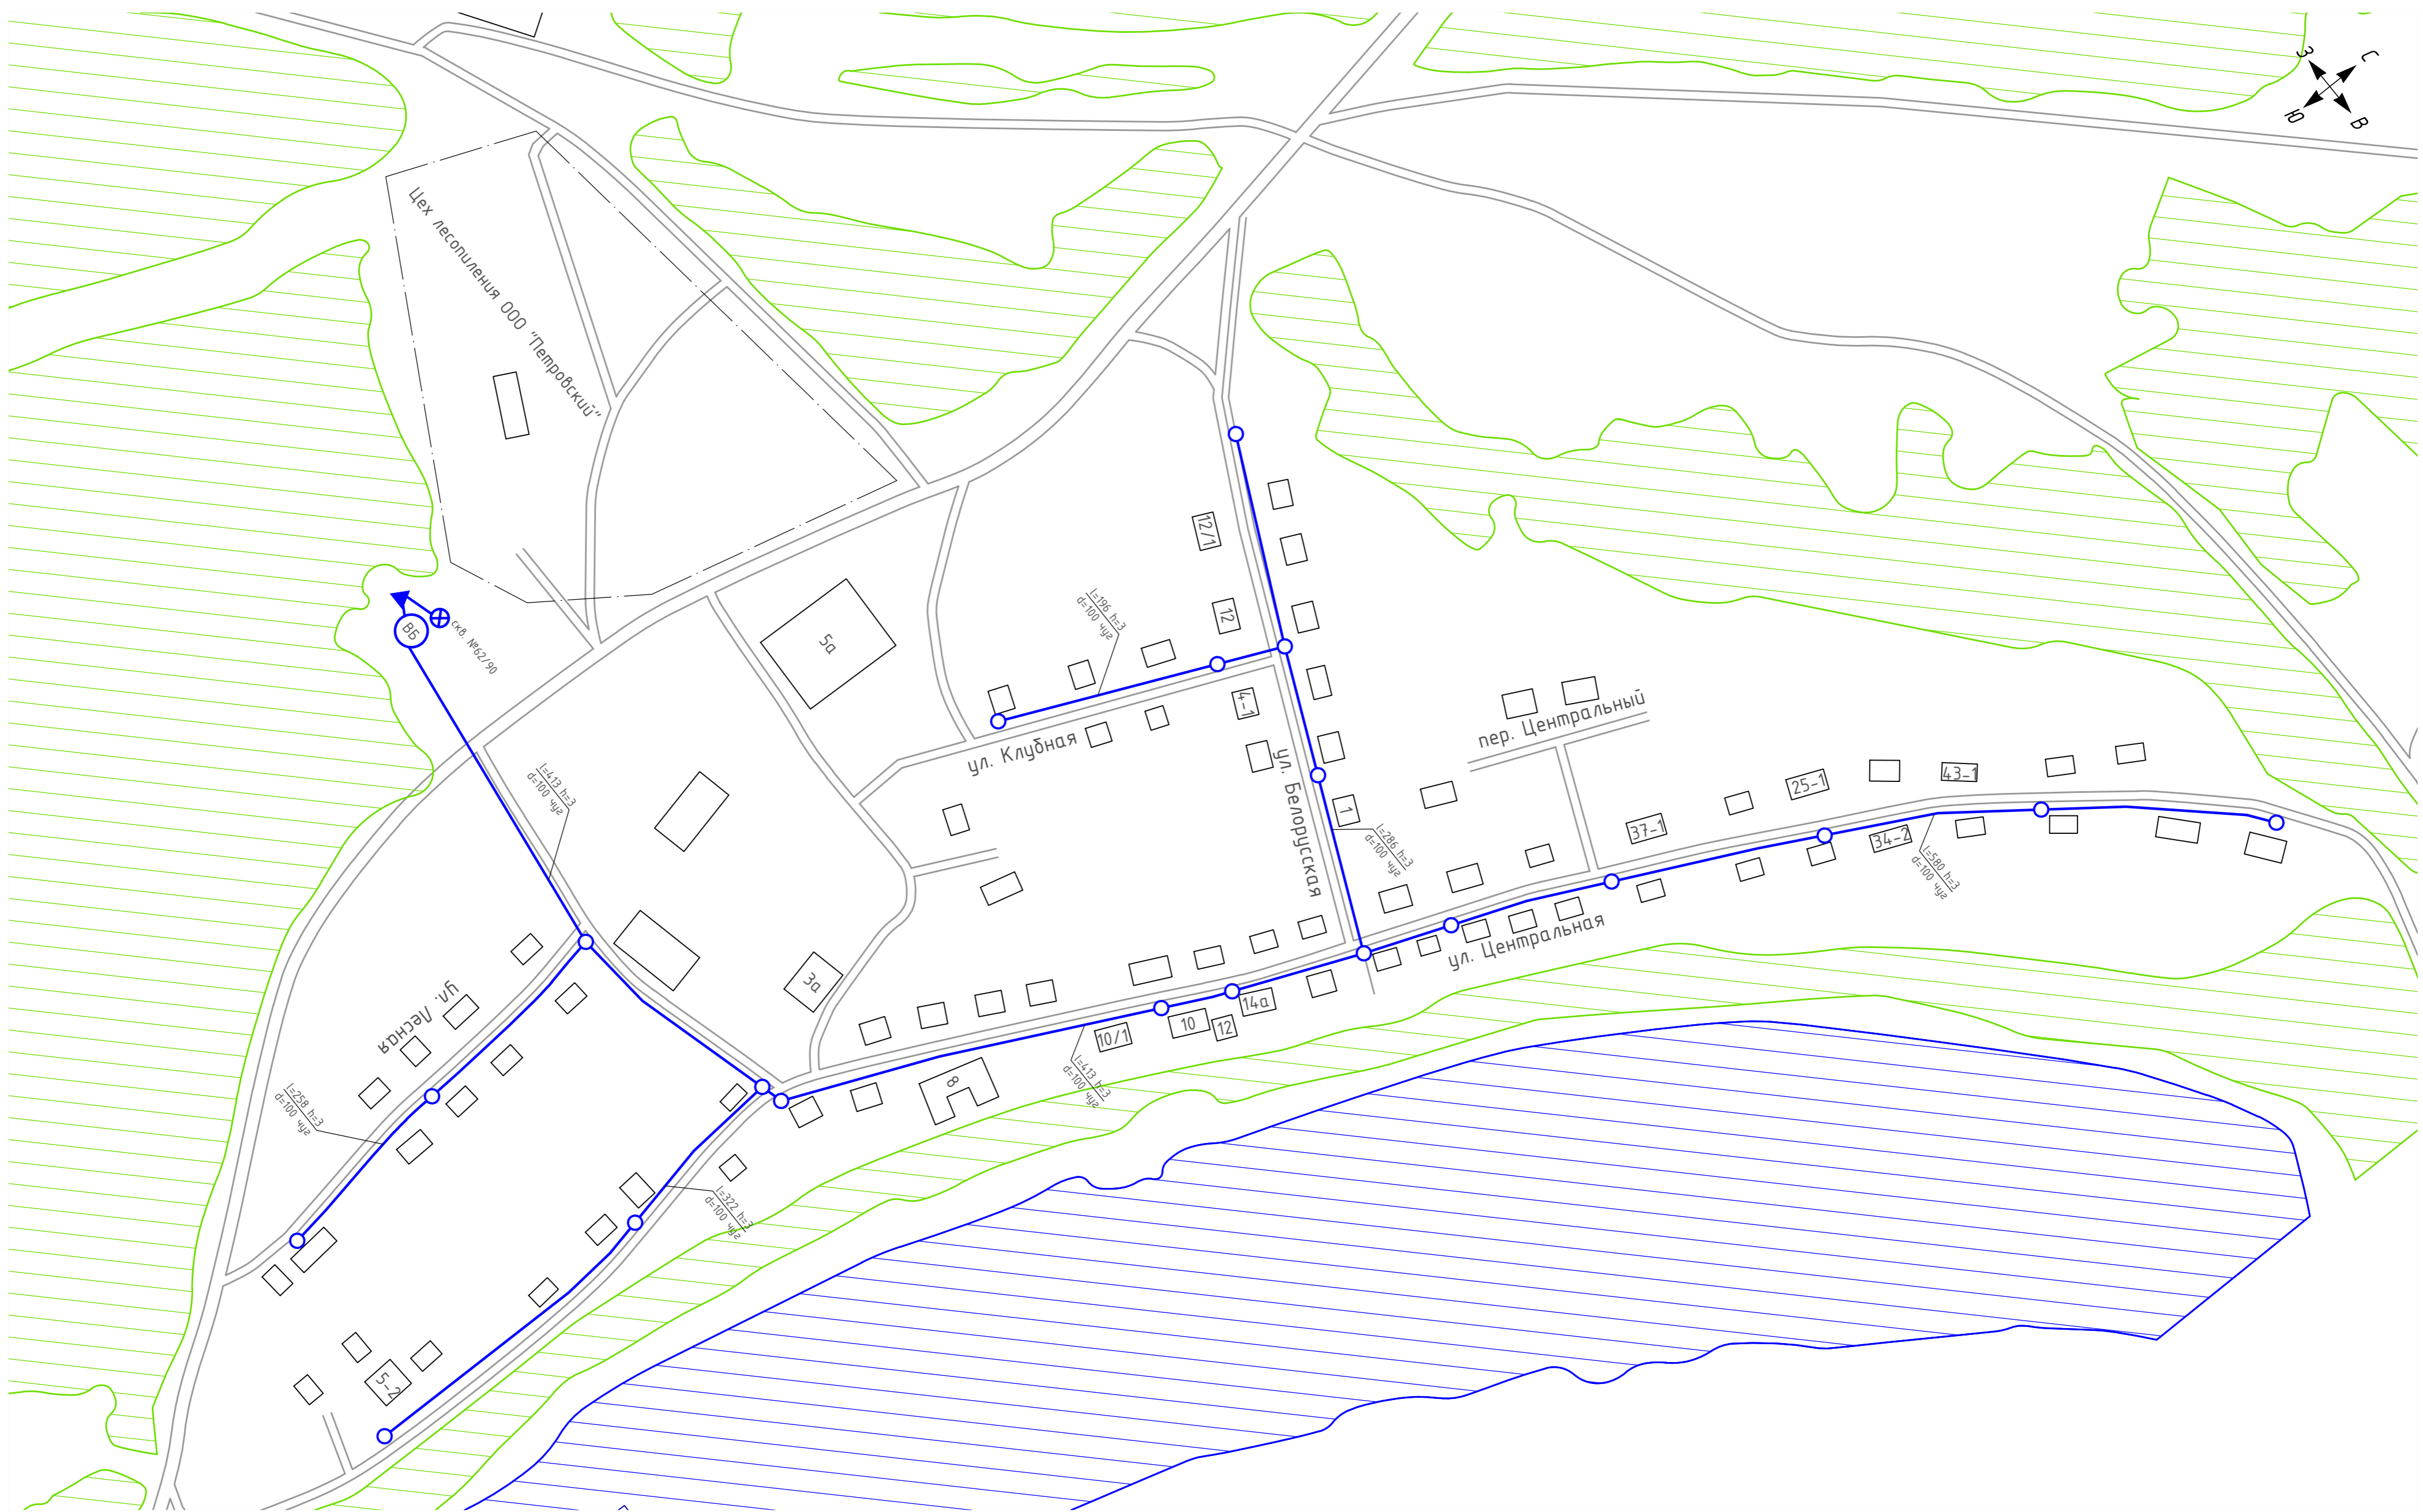 З
С
Ю
В
Цех лесопиления ООО "Петровский"
12/1
l=196 h=3
d=100 чуг
12
ВБ
скв. №62/90
5а
4-1
пер. Центральный
ул. Клубная
ул. Белорусская
l=413 h=3
d=100 чуг
1
25-1
43-1
37-1
34-2
l=286 h=3
d=100 чуг
l=580 h=3
d=100 чуг
ул. Центральная
3а
14а
10
12
10/1
ул. Лесная
8
l=413 h=3
d=100 чуг
l=258 h=3
d=100 чуг
l=322 h=3
d=100 чуг
5-2